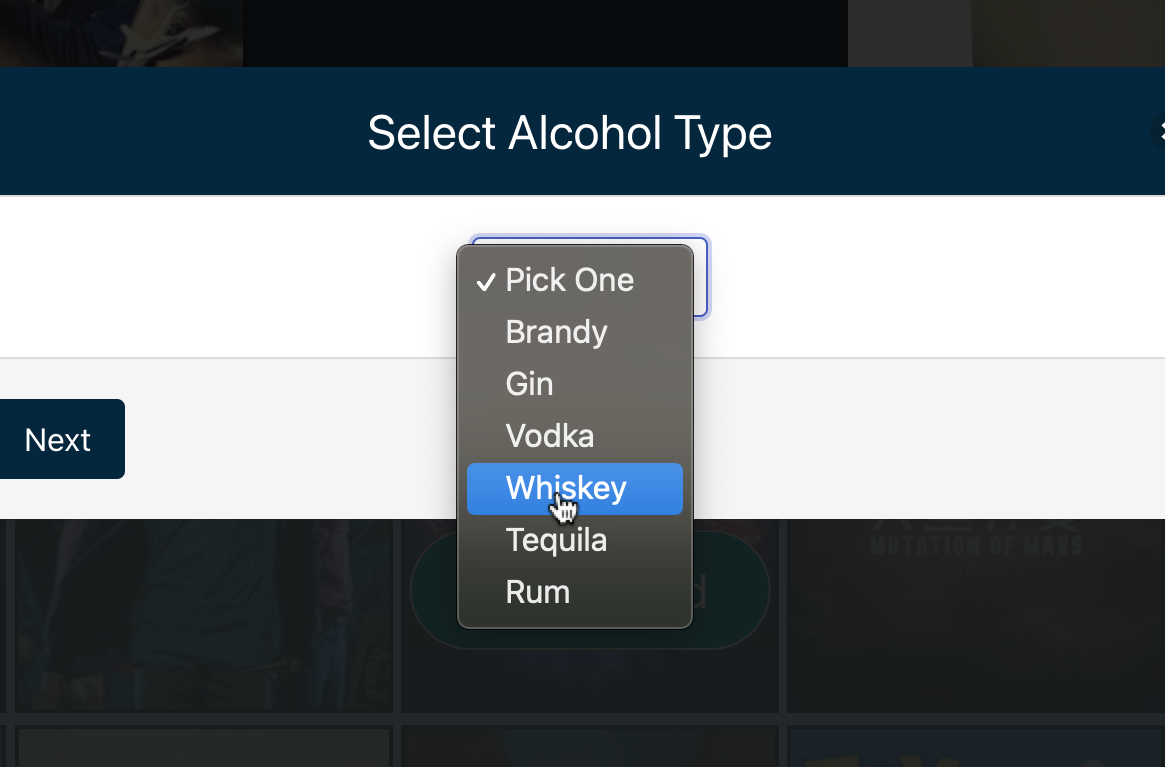 Select Alcohol Type
✓ Pick One
Brandy
Gin
Vodka
Next
Whiskey
Tequila
MUTATION OF MARS
Rum